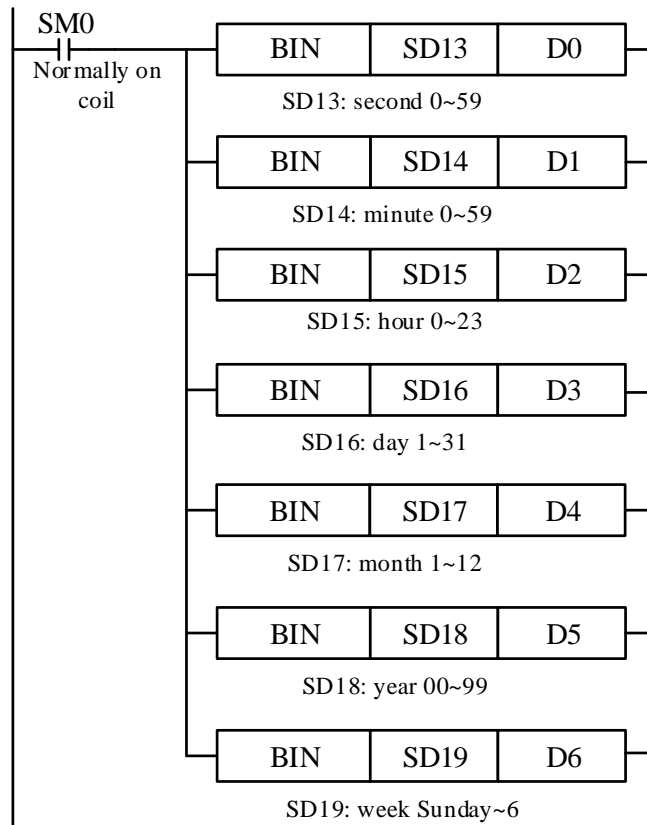 SM0
Normally on
coil
BIN SD13 D0
SD13: second 0~59
BIN SD14 D1
SD14: minute 0~59
BIN SD15 D2
SD15: hour 0~23
BIN SD16 D3
SD16: day 1~31
BIN SD17 D4
SD17: month 1~12
BIN SD18 D5
SD18: year 00~99
BIN SD19 D6
SD19: week Sunday~6